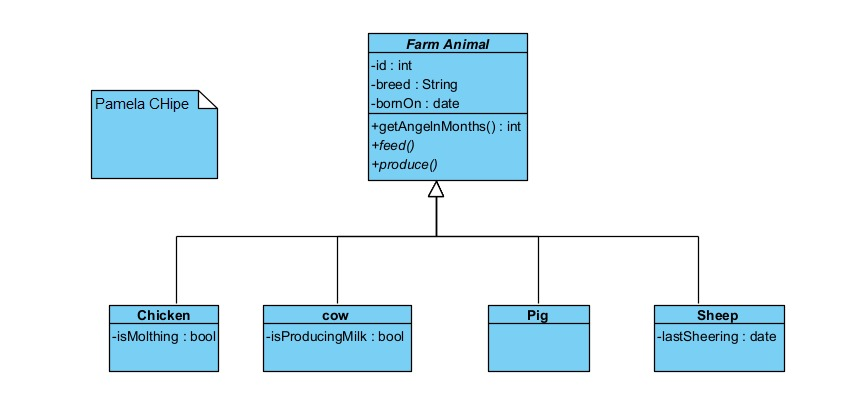 Farm Animal
-id : int
-breed : String
-bornOn : date
+getAngeInMonths() : int
+feed()
+produce()
Pamela CHipe
Chicken
-isMolthing : bool
cow
-isProducingMilk : bool
Pig
Sheep
-lastSheering : date